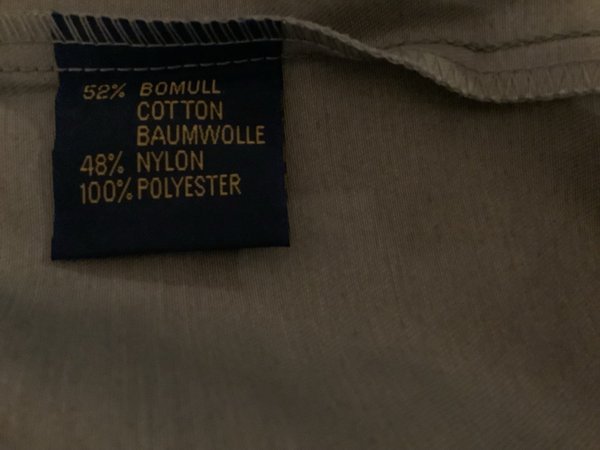 52% BOMULL
COTTON
BAUMWOLLE
48% NYLON
100% POLYESTER